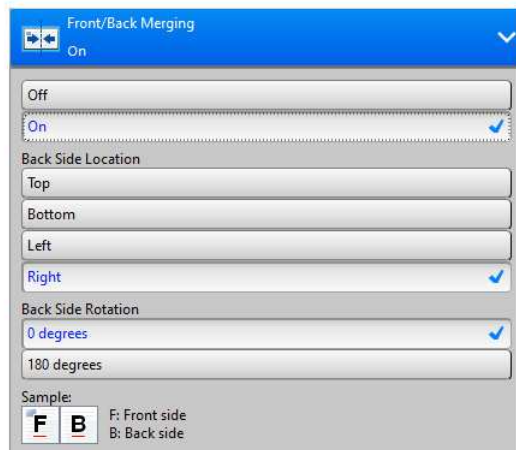 Front/Back Merging
On
Off
On
Back Side Location
Top
Bottom
Left
Right
Back Side Rotation
0 degrees
180 degrees
Sample:
F B
F: Front side
B: Back side